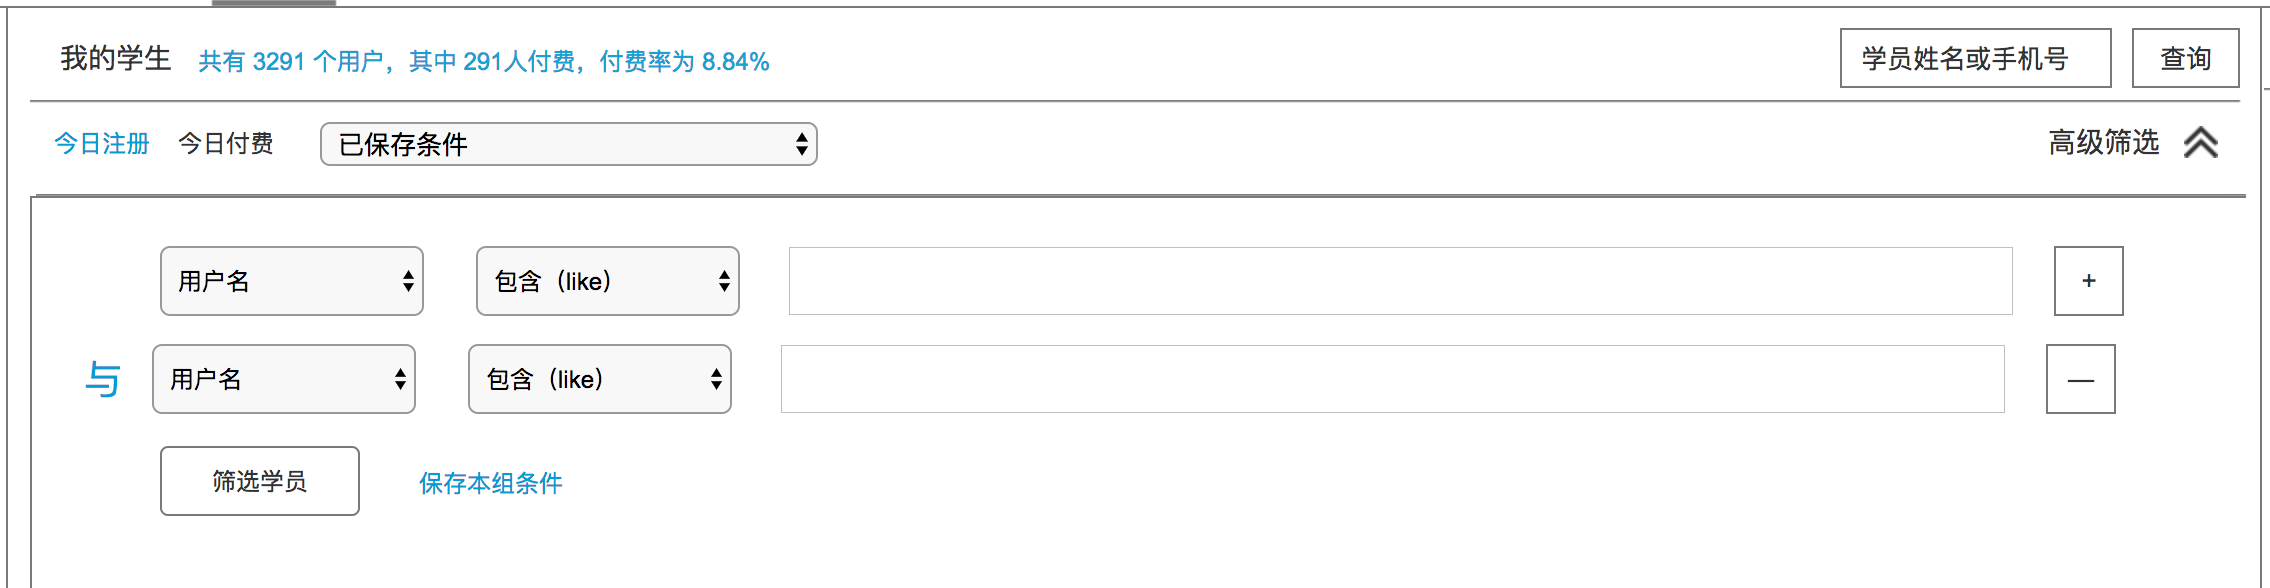 我的学生 共有 3291 个用户，其中 291人付费，付费率为 8.84% 学员姓名或手机号 查询
今日注册 今日付费 已保存条件 高级筛选
用户名 包含（like） +
与 用户名 包含（like） —
筛选学员 保存本组条件